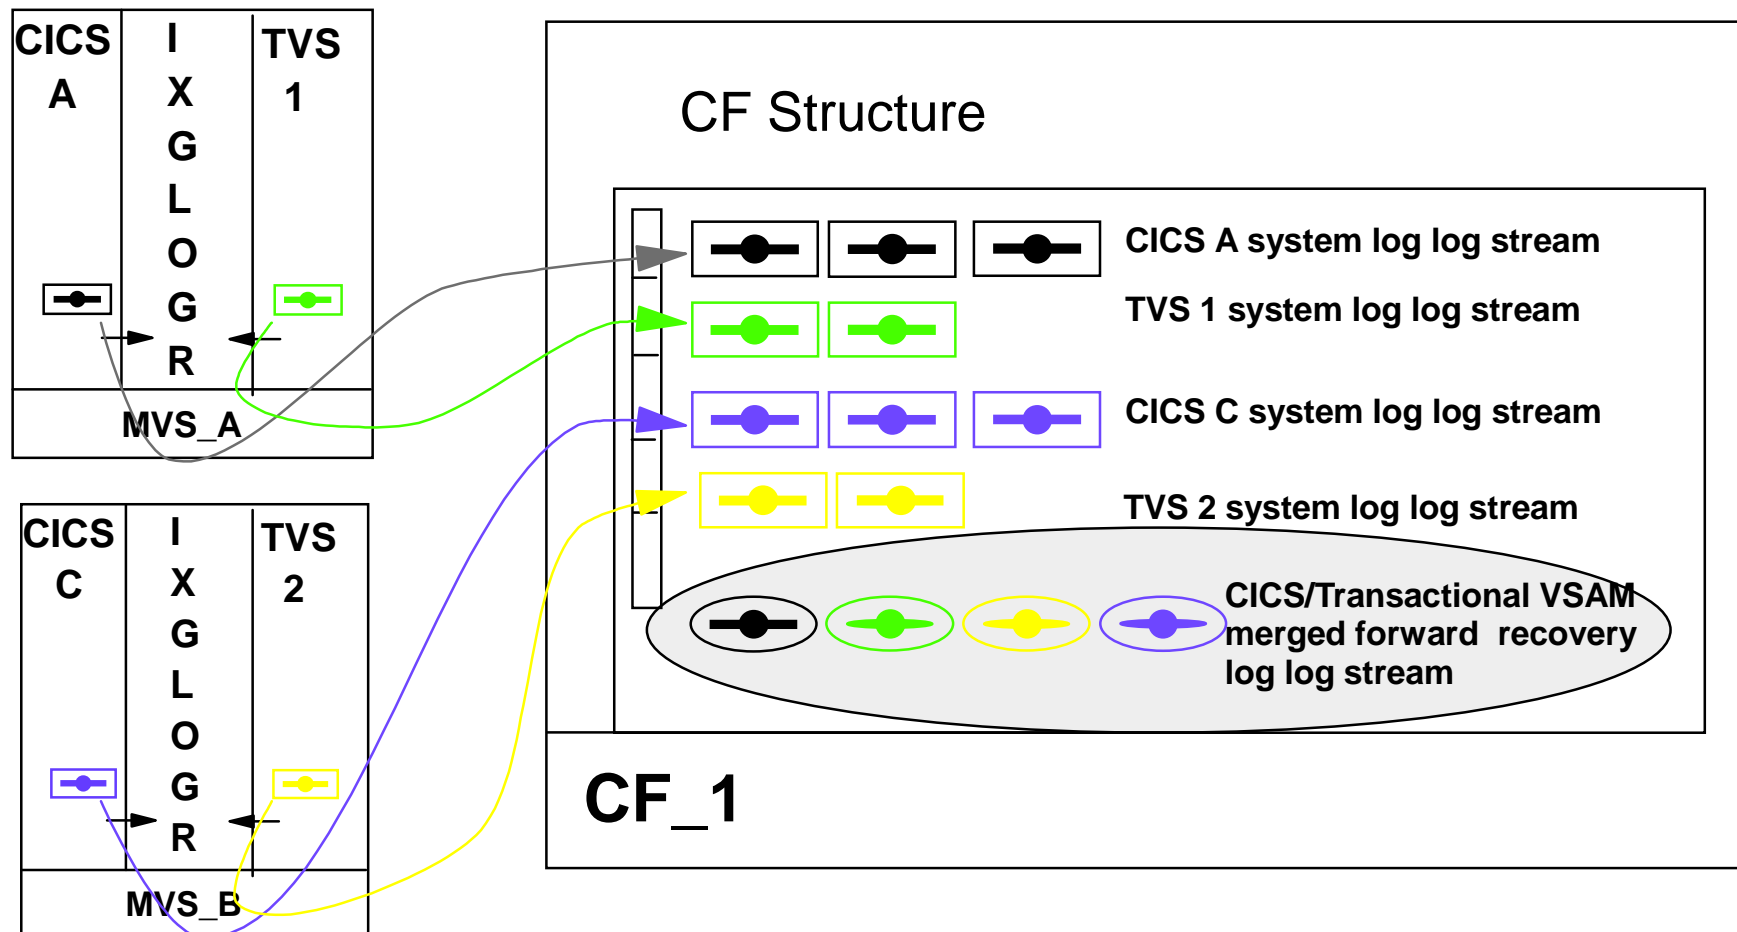 CICS
A
I
X
G
L
O
G
R
TVS
1
MVS_A
CICS
C
I
X
G
L
O
G
R
TVS
2
MVS_B
CF Structure
CICS A system log log stream
TVS 1 system log log stream
CICS C system log log stream
TVS 2 system log log stream
CICS/Transactional VSAM
merged forward recovery
log log stream
CF_1